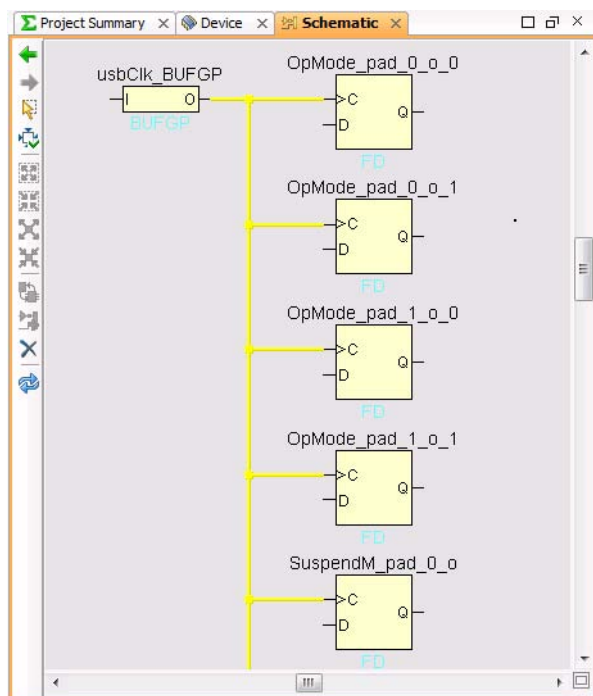 Σ Project Summary
Device
Schematic
usbClk_BUFGP
I O
BUFGP
OpMode_pad_0_o_0
C
D
Q
FD
OpMode_pad_0_o_1
C
D
Q
FD
OpMode_pad_1_o_0
C
D
Q
FD
OpMode_pad_1_o_1
C
D
Q
FD
SuspendM_pad_0_o
C
D
Q
FD